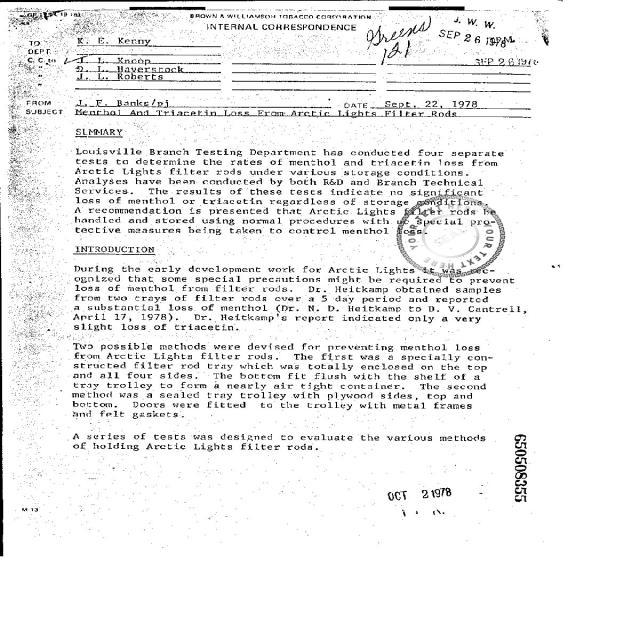 BROWN & WILLIAMSON TOBACCO CORPORATION
INTERNAL CORRESPONDENCE
J. W. W.
SEP 26 1978
TO K. E. Kenny
DEPT.
SEP 26 1978
C.C. to J. L. Knoop
" D. L. Haverstock
" J. L. Roberts
FROM J. F. Banks/pj DATE Sept. 22, 1978
SUBJECT Menthol And Triacetin Loss From Arctic Lights Filter Rods
SUMMARY
Louisville Branch Testing Department has conducted four separate
tests to determine the rates of menthol and triacetin loss from
Arctic Lights filter rods under various storage conditions.
Analyses have been conducted by both R&D and Branch Technical
Services. The results of these tests indicate no significant
loss of menthol or triacetin regardless of storage conditions.
A recommendation is presented that Arctic Lights filter rods be
handled and stored using normal procedures with no special pro-
tective measures being taken to control menthol loss.
YOUR TEXT HERE YOUR TEXT HERE
INTRODUCTION
During the early development work for Arctic Lights it was rec-
ognized that some special precautions might be required to prevent
loss of menthol from filter rods. Dr. Heitkamp obtained samples
from two trays of filter rods over a 5 day period and reported
a substantial loss of menthol (Dr. N. D. Heitkamp to D. V. Cantrell,
April 17, 1978). Dr. Heitkamp's report indicated only a very
slight loss of triacetin.
Two possible methods were devised for preventing menthol loss
from Arctic Lights filter rods. The first was a specially con-
structed filter rod tray which was totally enclosed on the top
and all four sides. The bottom fit flush with the shelf of a
tray trolley to form a nearly air tight container. The second
method was a sealed tray trolley with plywood sides, top and
bottom. Doors were fitted to the trolley with metal frames
and felt gaskets.
A series of tests was designed to evaluate the various methods
of holding Arctic Lights filter rods.
650508355
OCT 2 1978
M 13